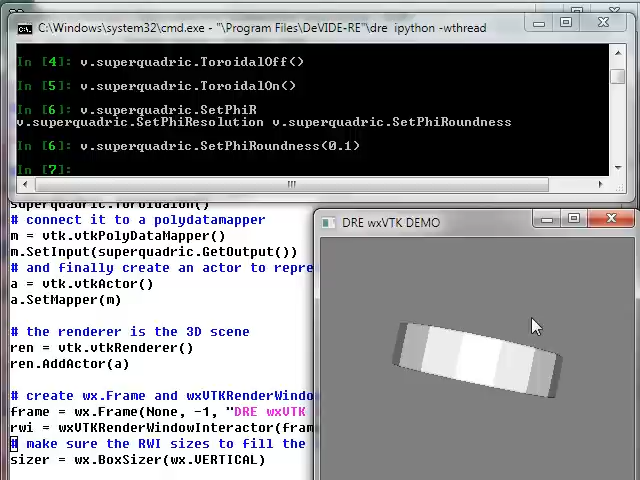 C:\Windows\system32\cmd.exe - "\Program Files\DeVIDE-RE"\dre ipython -wthread
In [4]: v.superquadric.ToroidalOff()
In [5]: v.superquadric.ToroidalOn()
In [6]: v.superquadric.SetPhiR
v.superquadric.SetPhiResolution v.superquadric.SetPhiRoundness
In [6]: v.superquadric.SetPhiRoundness(0.1)
In [7]:
superquadric.ToroidalOn()
# connect it to a polydatamapper
m = vtk.vtkPolyDataMapper()
m.SetInput(superquadric.GetOutput())
# and finally create an actor to repre
a = vtk.vtkActor()
a.SetMapper(m)
# the renderer is the 3D scene
ren = vtk.vtkRenderer()
ren.AddActor(a)
# create wx.Frame and wxVTKRenderWindo
frame = wx.Frame(None, -1, "DRE wxVTK
rwi = wxVTKRenderWindowInteractor(fram
# make sure the RWI sizes to fill the
sizer = wx.BoxSizer(wx.VERTICAL)
DRE wxVTK DEMO